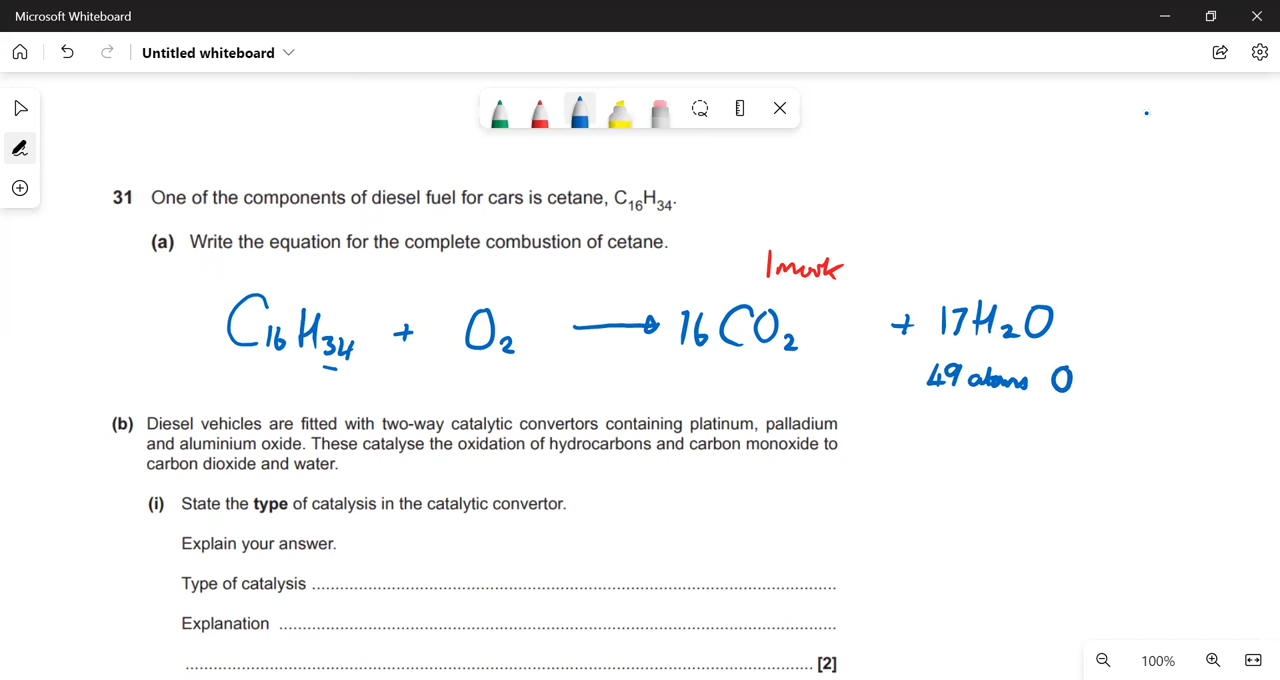 Microsoft Whiteboard
Untitled whiteboard
31 One of the components of diesel fuel for cars is cetane, C₁₆H₃₄.
(a) Write the equation for the complete combustion of cetane.
1 mark
C₁₆H₃₄ + O₂ → 16CO₂ + 17H₂O
49 atoms O
(b) Diesel vehicles are fitted with two-way catalytic convertors containing platinum, palladium
and aluminium oxide. These catalyse the oxidation of hydrocarbons and carbon monoxide to
carbon dioxide and water.
(i) State the type of catalysis in the catalytic convertor.
Explain your answer.
Type of catalysis ....................................................................................................
Explanation ....................................................................................................
.................................................................................................... [2]
100%